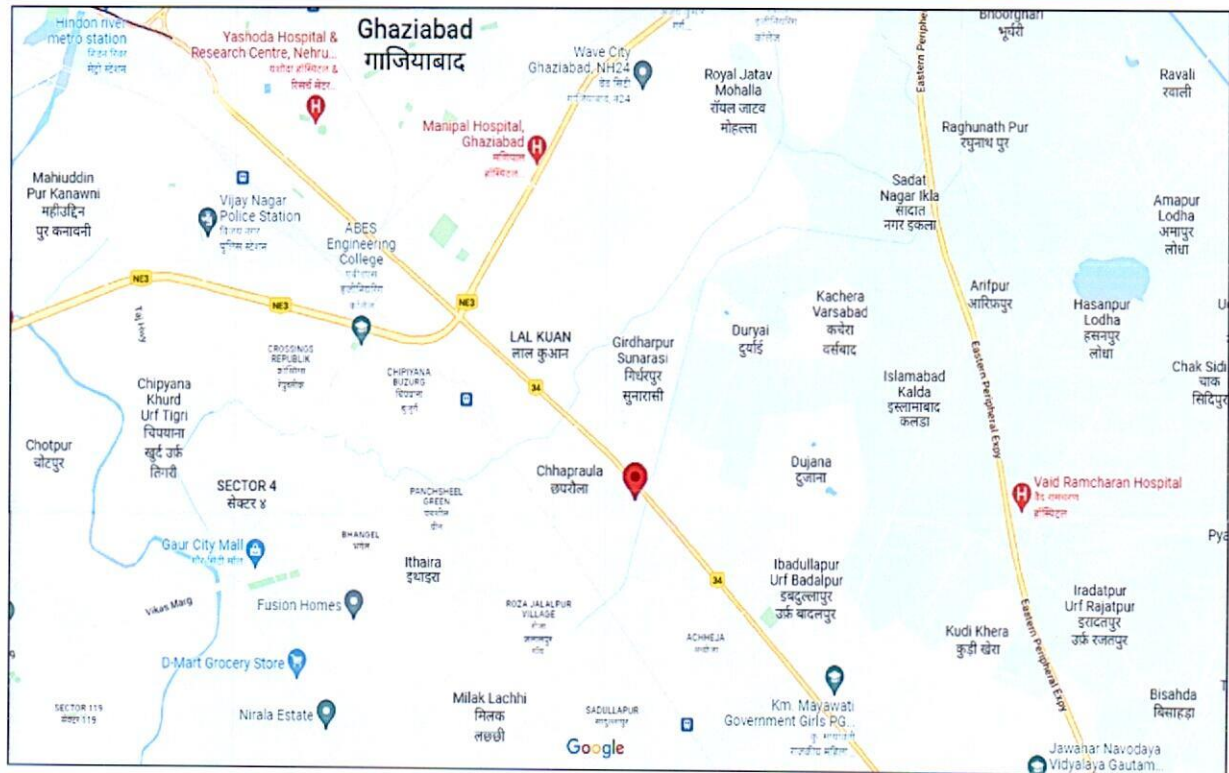 Hindon river
metro station
Yashoda Hospital &
Research Centre, Nehru...
Ghaziabad
गाजियाबाद
Wave City
Ghaziabad, NH24
Manipal Hospital,
Ghaziabad
Royal Jatav
Mohalla
रॉयल जाटव
मोहल्ला
Eastern Periphe
Bhoorghari
भूर्घरी
Ravali
रवाली
Raghunath Pur
रघुनाथ पुर
Mahiuddin
Pur Kanawni
महीउद्दिन
पुर कनावनी
Vijay Nagar
Police Station
ABES
Engineering
College
Sadat
Nagar Ikla
सादात
नगर इकला
Amapur
Lodha
अमापुर
लोधा
NE3
NE3
NE3
Arifpur
आरिफ़पुर
Kachera
Varsabad
कचेरा
वर्सबाद
Hasanpur
Lodha
हसनपुर
लोधा
LAL KUAN
लाल कुआन
Girdharpur
Sunarasi
गिर्धरपुर
सुनारासी
Duryai
दुर्याई
CROSSINGS
REPUBLIK
CHIPIYANA
BUZURG
34
Eastern Peripheral Expy
Islamabad
Kalda
इस्लामाबाद
कलडा
Chak Sidi
चाक
सिदिपुर
Chipyana
Khurd
Urf Tigri
चिपयाना
खुर्द उर्फ
तिगरी
Chotpur
चोटपुर
SECTOR 4
सेक्टर ४
Chhapraula
छपरौला
Dujana
दुजाना
Vaid Ramcharan Hospital
PANCHSHEEL
GREEN
BHANGEL
Gaur City Mall
Ithaira
इथाइरा
Pya
34
Ibadullapur
Urf Badalpur
इबदुल्लापुर
उर्फ़ बादलपुर
Iradatpur
Urf Rajatpur
इरादतपुर
उर्फ़ रजतपुर
Vikas Marg
Fusion Homes
ROZA JALALPUR
VILLAGE
ACHHEJA
Kudi Khera
कुड़ी खेरा
Eastern Peripheral Expy
D-Mart Grocery Store
Km. Mayawati
Government Girls PG...
Bisahda
बिसाहड़ा
SECTOR 119
सेक्टर 119
Nirala Estate
Milak Lachhi
मिलक
लछछी
SADULLAPUR
Google
Jawahar Navodaya
Vidyalaya Gautam...